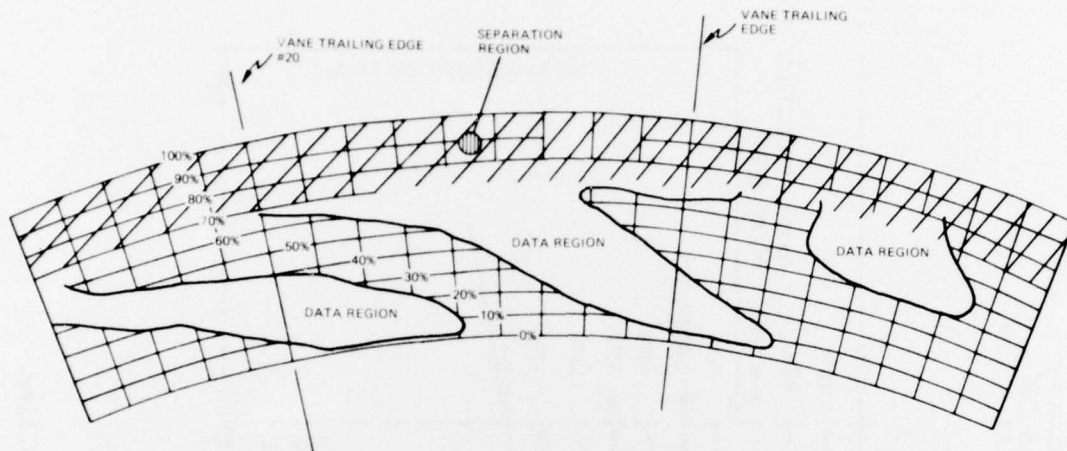 VANE TRAILING
EDGE
VANE TRAILING EDGE
#20
SEPARATION
REGION
100%
90%
80%
70%
60%
50%
40%
30%
20%
10%
0%
DATA REGION
DATA REGION
DATA REGION